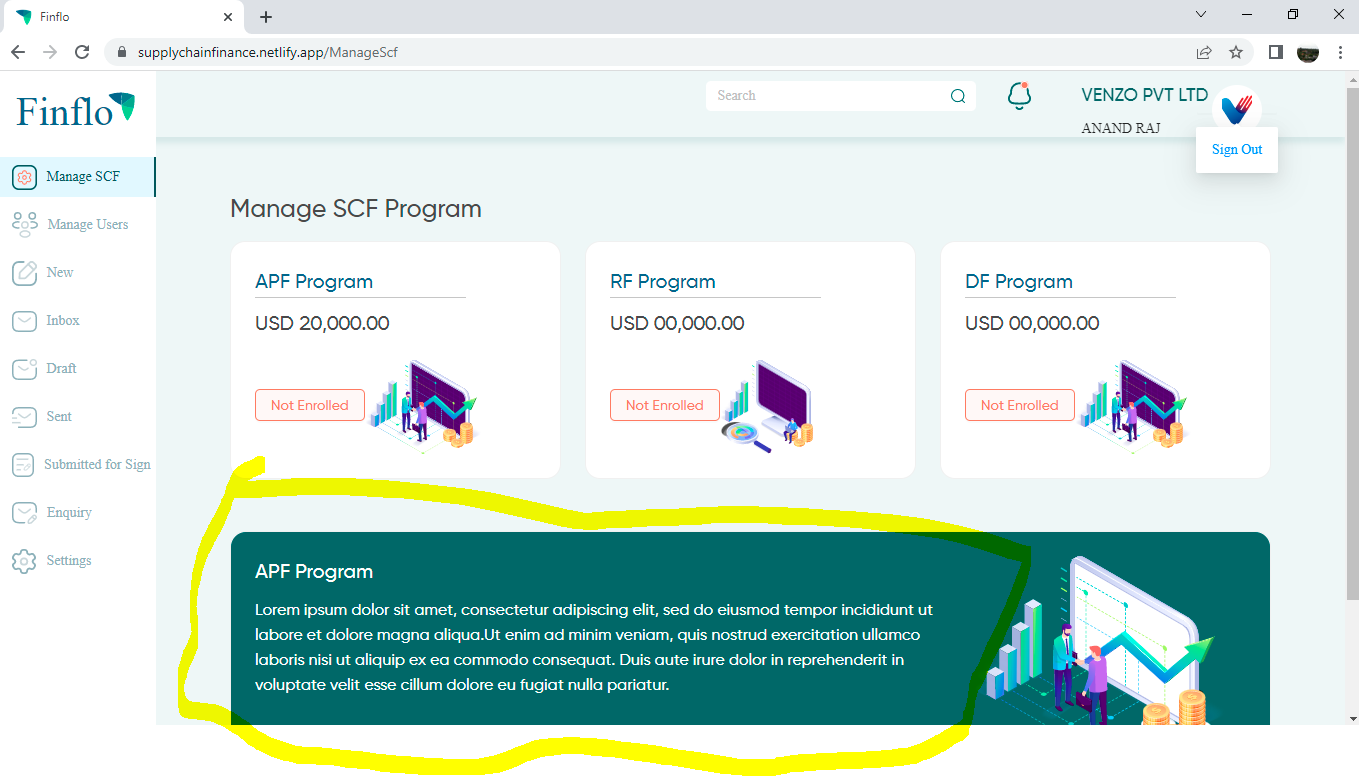 Finflo
supplychainfinance.netlify.app/ManageScf
Finflo
Search
VENZO PVT LTD
ANAND RAJ
Sign Out
Manage SCF
Manage Users
New
Inbox
Draft
Sent
Submitted for Sign
Enquiry
Settings
Manage SCF Program
APF Program
USD 20,000.00
Not Enrolled
RF Program
USD 00,000.00
Not Enrolled
DF Program
USD 00,000.00
Not Enrolled
APF Program
Lorem ipsum dolor sit amet, consectetur adipiscing elit, sed do eiusmod tempor incididunt ut
labore et dolore magna aliqua.Ut enim ad minim veniam, quis nostrud exercitation ullamco
laboris nisi ut aliquip ex ea commodo consequat. Duis aute irure dolor in reprehenderit in
voluptate velit esse cillum dolore eu fugiat nulla pariatur.